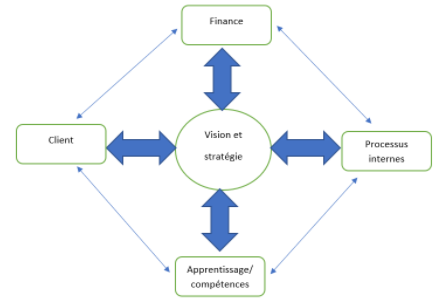 Finance
Vision et
stratégie
Client
Processus
internes
Apprentissage/
compétences